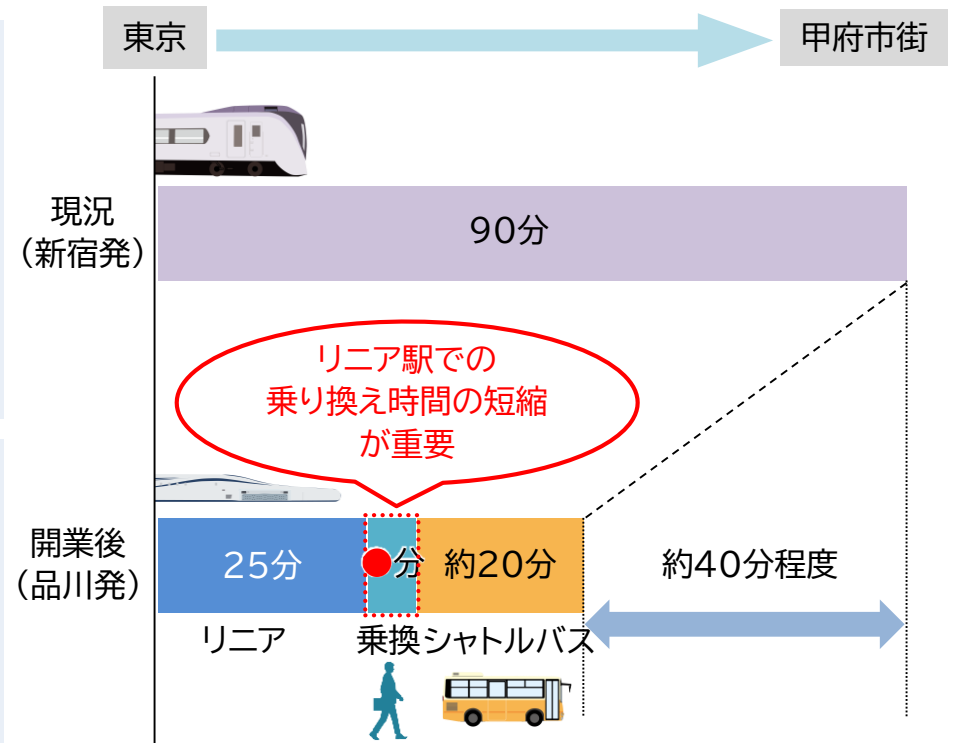 東京
甲府市街
現況
（新宿発）
90分
リニア駅での
乗り換え時間の短縮
が重要
開業後
（品川発）
25分
●分
約20分
約40分程度
リニア
乗換
シャトルバス